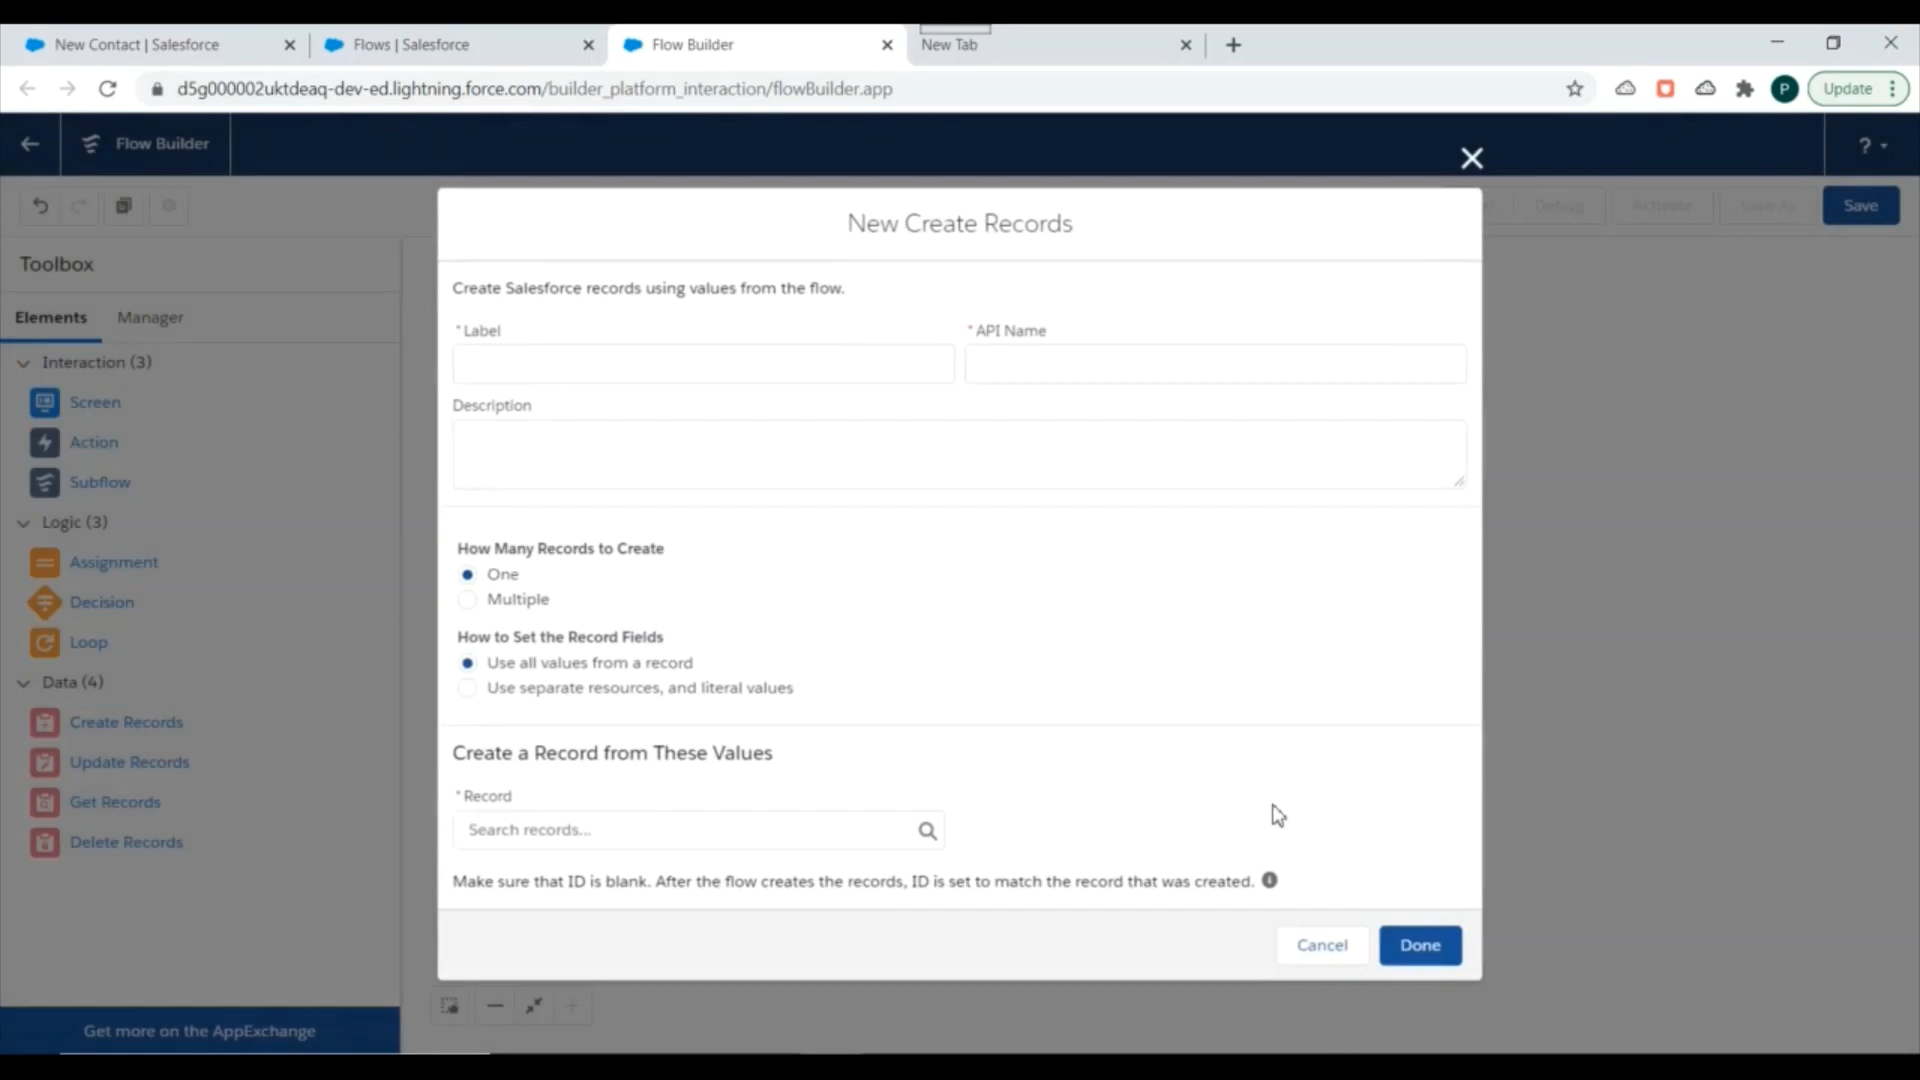 New Contact | Salesforce
Flows | Salesforce
Flow Builder
New Tab
d5g000002uktdeaq-dev-ed.lightning.force.com/builder_platform_interaction/flowBuilder.app
P
Update
Flow Builder
?
New Create Records
Debug
Activate
Save As
Save
Toolbox
Elements
Manager
Create Salesforce records using values from the flow.
*Label
*API Name
Interaction (3)
Screen
Description
Action
Subflow
Logic (3)
How Many Records to Create
Assignment
One
Decision
Multiple
How to Set the Record Fields
Loop
Use all values from a record
Data (4)
Use separate resources, and literal values
Create Records
Create a Record from These Values
Update Records
*Record
Get Records
Search records...
Delete Records
Make sure that ID is blank. After the flow creates the records, ID is set to match the record that was created.
Cancel
Done
Get more on the AppExchange